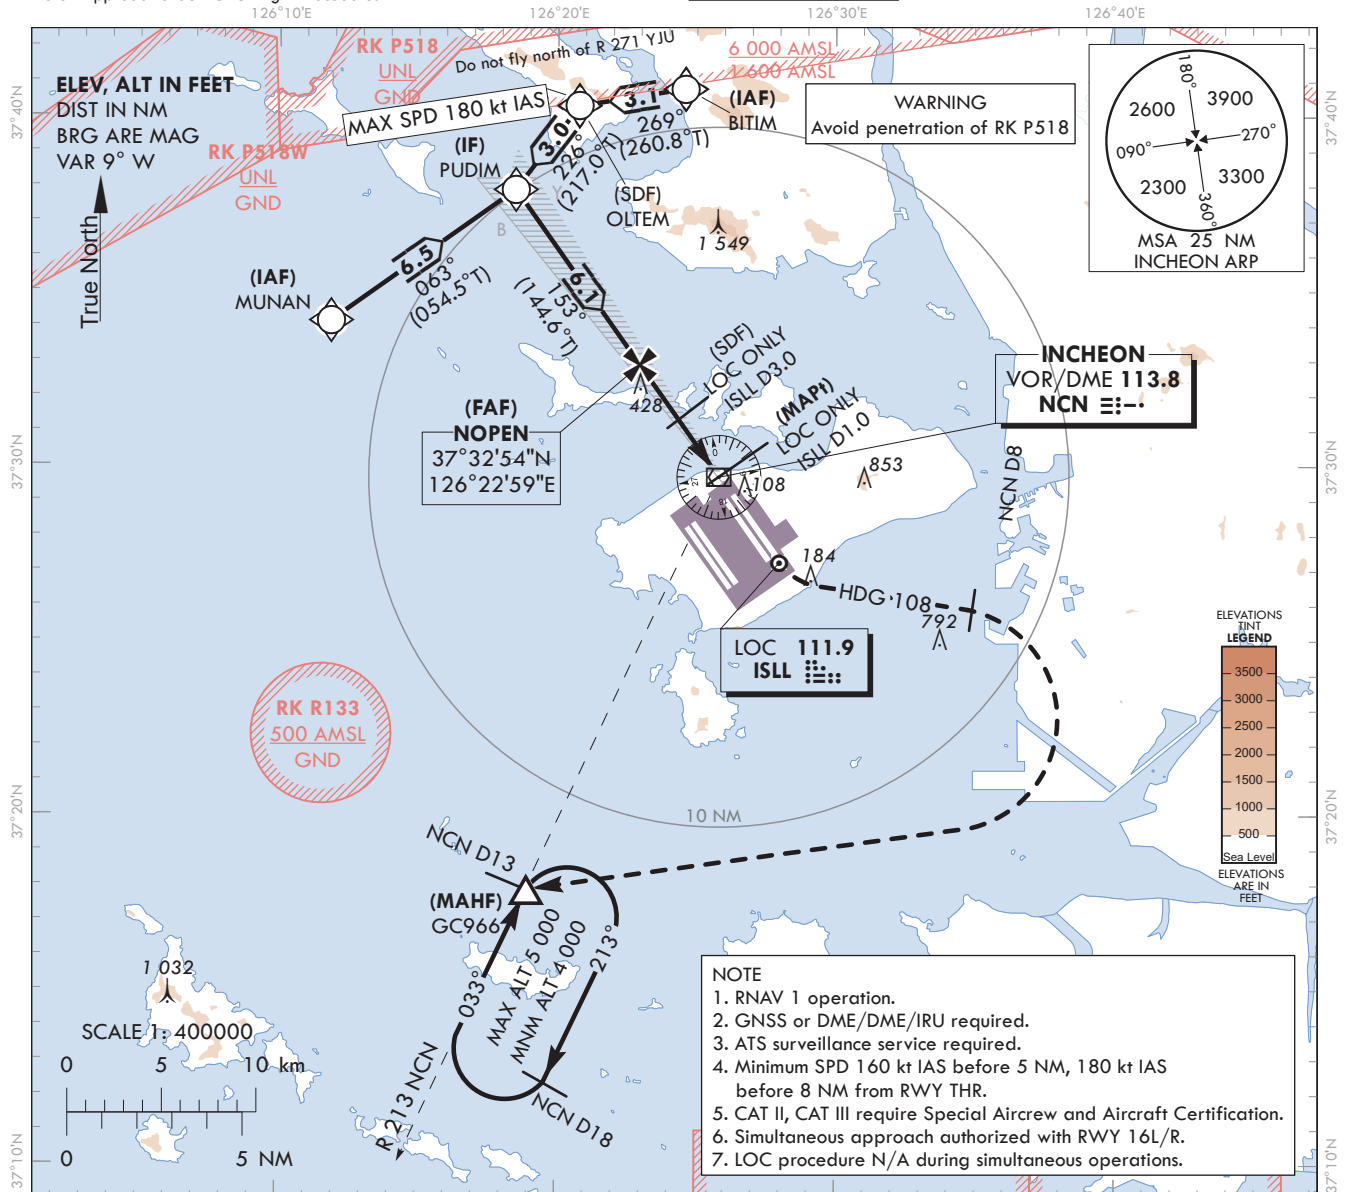 126°10'E
126°20'E
126°30'E
126°40'E
ELEV, ALT IN FEET
DIST IN NM
BRG ARE MAG
VAR 9° W
True North
RK P518
UNL
GND
RK P518W
UNL
GND
Do not fly north of R 271 YJU
6 000 AMSL
1 600 AMSL
MAX SPD 180 kt IAS
(IAF)
BITIM
3.1
269°
(260.8°T)
3.0
226°
(217.0°T)
(SDF)
OLTEM
(IF)
PUDIM
Y
B
WARNING
Avoid penetration of RK P518
180°
2600
3900
270°
090°
2300
3300
360°
MSA 25 NM
INCHEON ARP
1 549
(IAF)
MUNAN
6.5
063°
(054.5°T)
6.1
153°
(144.6°T)
(SDF)
LOC ONLY
ISLL D3.0
(MAPt)
LOC ONLY
ISLL D1.0
428
(FAF)
NOPEN
37°32'54"N
126°22'59"E
INCHEON
VOR/DME 113.8
NCN
NCN D8
853
108
0
27
18
184
HDG 108
792
LOC 111.9
ISLL
RK R133
500 AMSL
GND
10 NM
ELEVATIONS
TINT
LEGEND
3500
3000
2500
2000
1500
1000
500
Sea Level
ELEVATIONS
ARE IN
FEET
NCN D13
(MAHF)
GC966
033°
MAX ALT 5 000
MNM ALT 4 000
213°
NCN D18
R 213 NCN
1 032
SCALE 1: 400000
0 5 10 km
0 5 NM
NOTE
1. RNAV 1 operation.
2. GNSS or DME/DME/IRU required.
3. ATS surveillance service required.
4. Minimum SPD 160 kt IAS before 5 NM, 180 kt IAS
before 8 NM from RWY THR.
5. CAT II, CAT III require Special Aircrew and Aircraft Certification.
6. Simultaneous approach authorized with RWY 16L/R.
7. LOC procedure N/A during simultaneous operations.
37°40'N
37°30'N
37°20'N
37°10'N
37°40'N
37°30'N
37°20'N
37°10'N